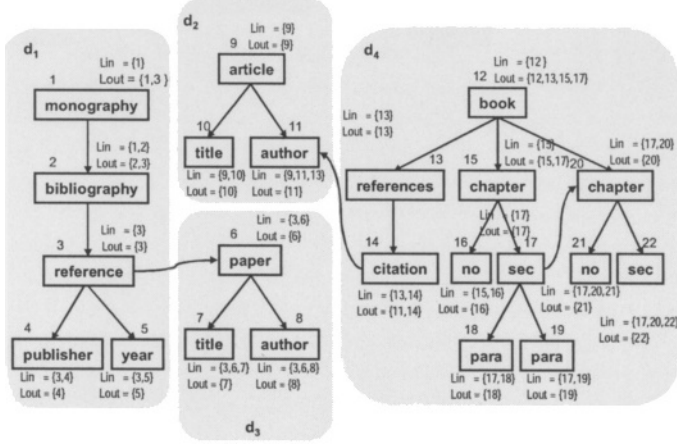 d1
Lin = {1}
Lout = {1,3 }
1
monography
Lin = {1,2}
Lout = {2,3}
2
bibliography
Lin = {3}
Lout = {3}
3
reference
4
5
publisher
year
Lin = {3,4}
Lout = {4}
Lin = {3,5}
Lout = {5}
d2
Lin = {9}
Lout = {9}
9
article
10
11
title
author
Lin = {9,10}
Lout = {10}
Lin = {9,11,13}
Lout = {11}
Lin = {3,6}
Lout = {6}
6
paper
7
8
title
author
Lin = {3,6,7}
Lout = {7}
Lin = {3,6,8}
Lout = {8}
d3
d4
Lin = {12 }
Lout = {12,13,15,17}
12
book
Lin = {13}
Lout = {13}
13
references
Lin = {15}
Lout = {15,17}
15
chapter
Lin = {17,20}
Lout = {20}
20
chapter
Lin = {17}
Lout = {17}
14
citation
Lin = {13,14}
Lout = {11,14}
16
no
17
sec
Lin = {15,16}
Lout = {16}
21
no
22
sec
Lin = {17,20,21}
Lout = {21}
Lin = {17,20,22}
Lout = {22}
18
para
19
para
Lin = {17,18}
Lout = {18}
Lin = {17,19}
Lout = {19}